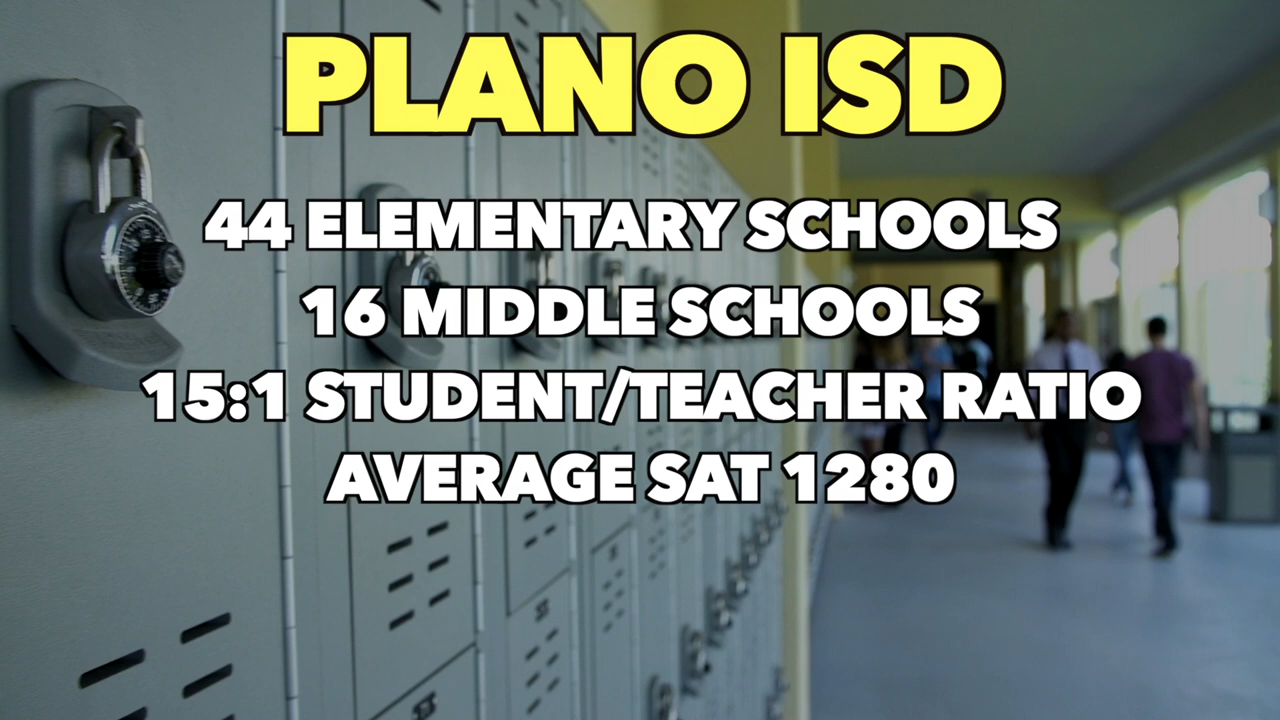 PLANO ISD
44 ELEMENTARY SCHOOLS
16 MIDDLE SCHOOLS
15:1 STUDENT/TEACHER RATIO
AVERAGE SAT 1280